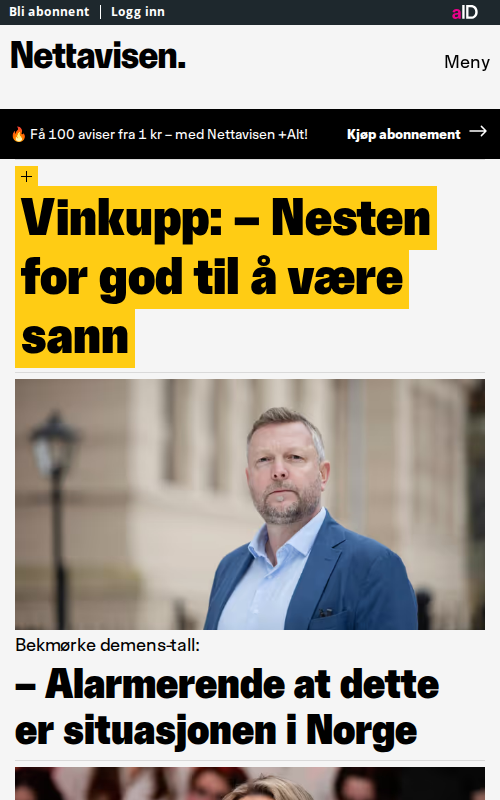 Bli abonnent | Logg inn
aID
Nettavisen.
Meny
🔥 Få 100 aviser fra 1 kr – med Nettavisen +Alt!
Kjøp abonnement →
+
Vinkupp: – Nesten
for god til å være
sann
Bekmørke demens-tall:
– Alarmerende at dette
er situasjonen i Norge